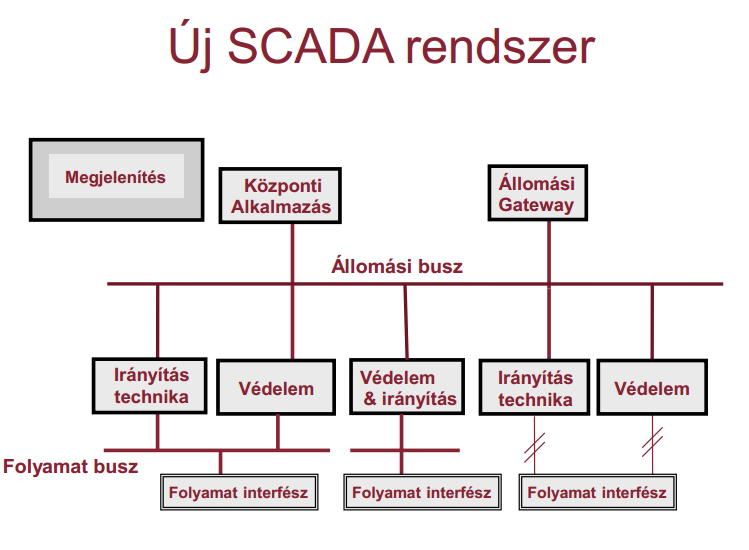 Új SCADA rendszer
Megjelenítés
Központi
Alkalmazás
Állomási
Gateway
Állomási busz
Irányítás
technika
Védelem
Védelem
& irányítás
Irányítás
technika
Védelem
Folyamat busz
Folyamat interfész
Folyamat interfész
Folyamat interfész